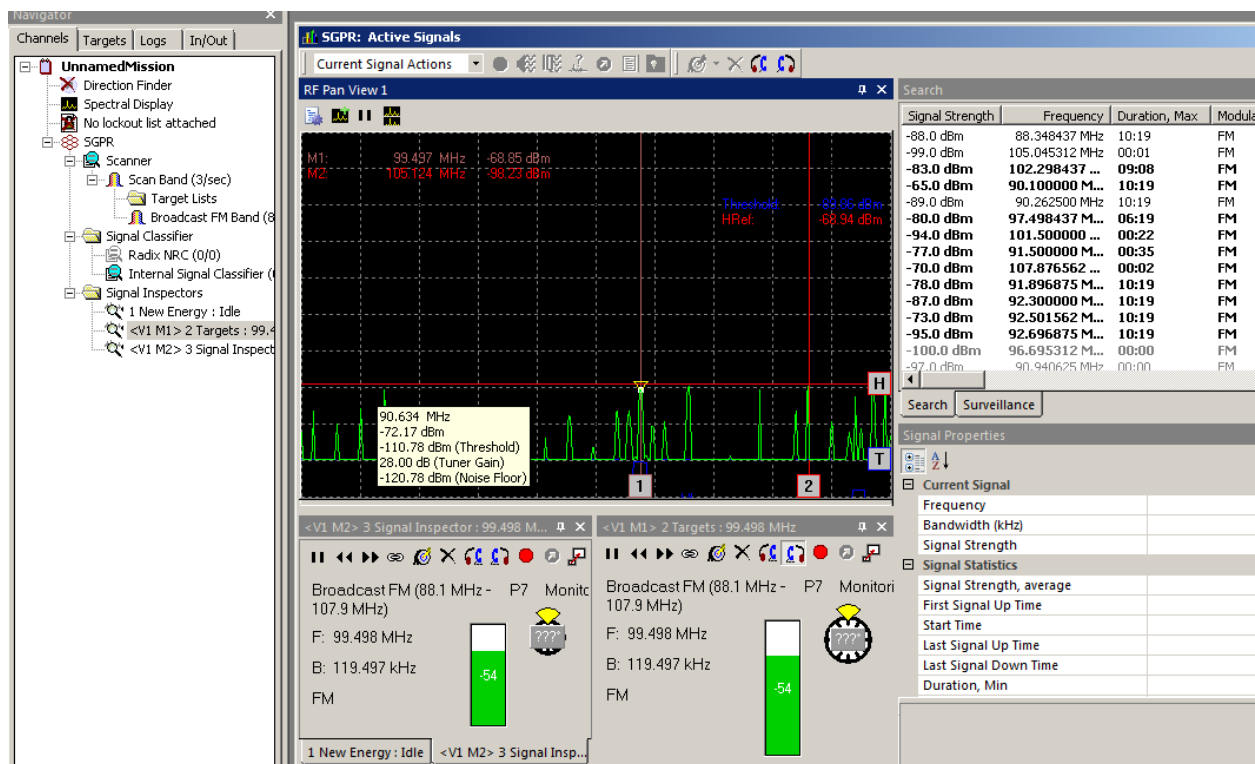 Navigator
Channels Targets Logs In/Out
UnnamedMission
Direction Finder
Spectral Display
No lockout list attached
SGPR
Scanner
Scan Band (3/sec)
Target Lists
Broadcast FM Band (8
Signal Classifier
Radix NRC (0/0)
Internal Signal Classifier (
Signal Inspectors
1 New Energy : Idle
<V1 M1> 2 Targets : 99.4
<V1 M2> 3 Signal Inspect
SGPR: Active Signals
Current Signal Actions
RF Pan View 1
M1: 99.497 MHz -68.85 dBm
M2: 105.124 MHz -98.23 dBm
Threshold: dBm
HRef: -68.94 dBm
H
90.634 MHz
-72.17 dBm
-110.78 dBm (Threshold)
28.00 dB (Tuner Gain)
-120.78 dBm (Noise Floor)
T
1 2
Search
Signal Strength Frequency Duration, Max Modula
-88.0 dBm 88.348437 MHz 10:19 FM
-99.0 dBm 105.045312 MHz 00:01 FM
-83.0 dBm 102.298437 ... 09:08 FM
-65.0 dBm 90.100000 M... 10:19 FM
-89.0 dBm 90.262500 MHz 10:19 FM
-80.0 dBm 97.498437 M... 06:19 FM
-94.0 dBm 101.500000 ... 00:22 FM
-77.0 dBm 91.500000 M... 00:35 FM
-70.0 dBm 107.876562 ... 00:02 FM
-78.0 dBm 91.896875 M... 10:19 FM
-87.0 dBm 92.300000 M... 10:19 FM
-73.0 dBm 92.501562 M... 10:19 FM
-95.0 dBm 92.696875 M... 10:19 FM
-100.0 dBm 96.695312 M... 00:00 FM
-97.0 dBm 90.940625 MHz 00:00 FM
Search Surveillance
Signal Properties
Current Signal
Frequency
Bandwidth (kHz)
Signal Strength
Signal Statistics
Signal Strength, average
First Signal Up Time
Start Time
Last Signal Up Time
Last Signal Down Time
Duration, Min
<V1 M2> 3 Signal Inspector : 99.498 M...
Broadcast FM (88.1 MHz - P7 Monitc
107.9 MHz)
F: 99.498 MHz
???*
B: 119.497 kHz
-54
FM
1 New Energy : Idle <V1 M2> 3 Signal Insp...
<V1 M1> 2 Targets : 99.498 MHz
Broadcast FM (88.1 MHz - P7 Monitori
107.9 MHz)
F: 99.498 MHz
???*
B: 119.497 kHz
-54
FM